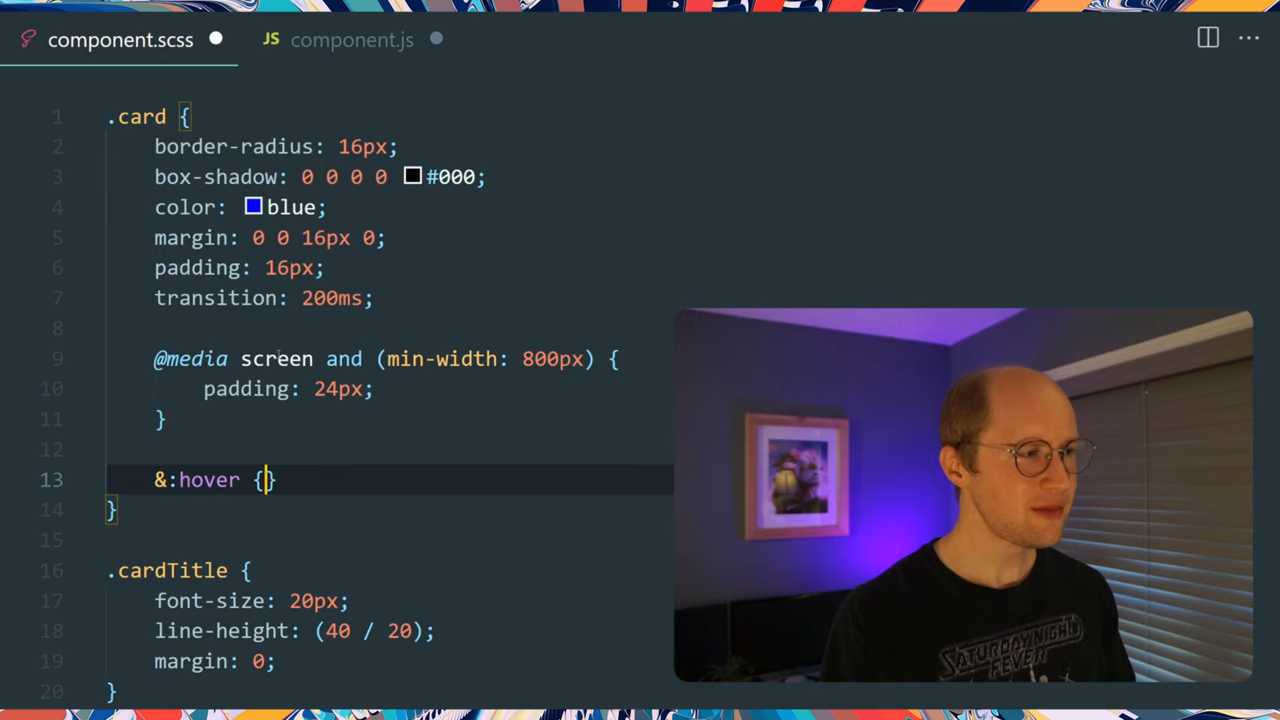 component.scss
JS component.js
1 .card {
2 border-radius: 16px;
3 box-shadow: 0 0 0 0 #000;
4 color: blue;
5 margin: 0 0 16px 0;
6 padding: 16px;
7 transition: 200ms;
8
9 @media screen and (min-width: 800px) {
10 padding: 24px;
11 }
12
13 &:hover {}
14 }
15
16 .cardTitle {
17 font-size: 20px;
18 line-height: (40 / 20);
19 margin: 0;
20 }
SATURDAY NIGHT
FEVER